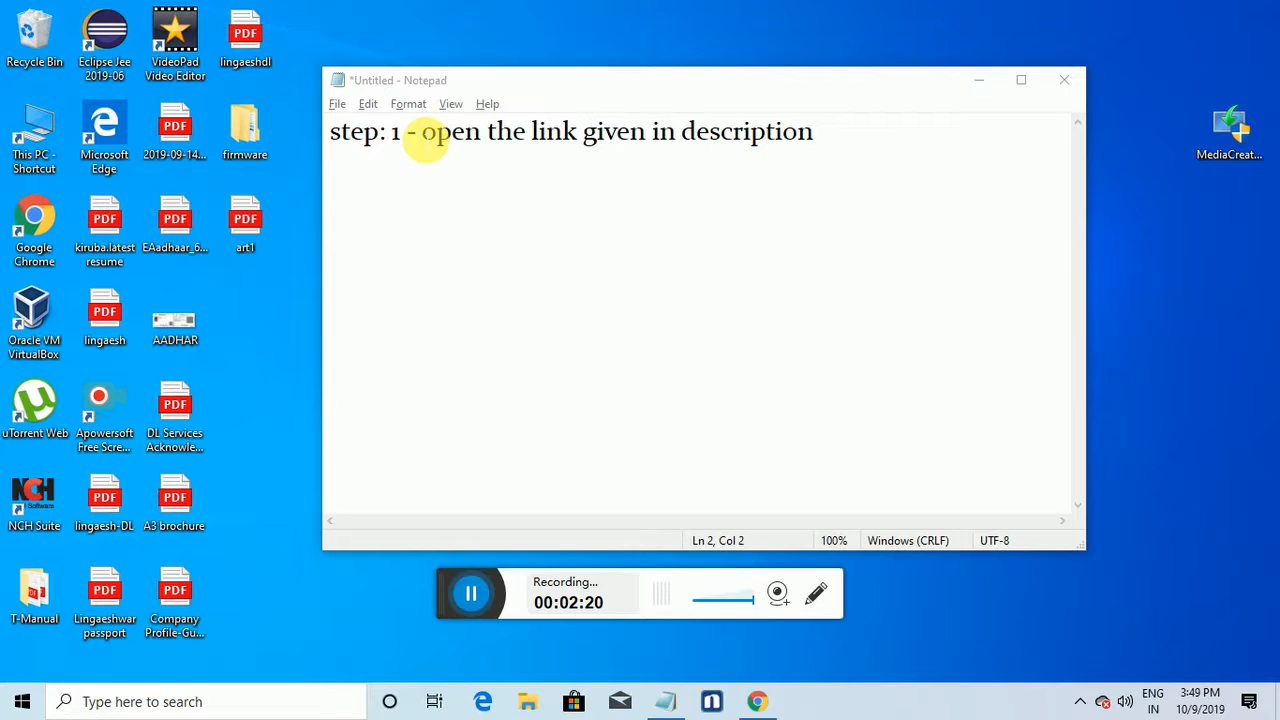 Recycle Bin
Eclipse Jee
2019-06
VideoPad
Video Editor
PDF
lingaeshdl
This PC -
Shortcut
Microsoft
Edge
PDF
2019-09-14...
firmware
Google
Chrome
PDF
kiruba.latest
resume
PDF
EAadhaar_6...
PDF
art1
Oracle VM
VirtualBox
PDF
lingaesh
AADHAR
uTorrent Web
Apowersoft
Free Scre...
PDF
DL Services
Acknowle...
NCH
Software
NCH Suite
PDF
lingaesh-DL
PDF
A3 brochure
T-Manual
PDF
Lingaeshwar
passport
PDF
Company
Profile-Gu...
*Untitled - Notepad
File Edit Format View Help
step: 1 - open the link given in description
Ln 2, Col 2 100% Windows (CRLF) UTF-8
Recording...
00:02:20
MediaCreat...
Type here to search
ENG
IN
3:49 PM
10/9/2019